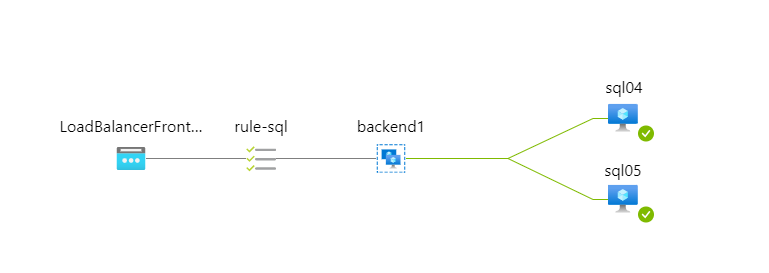 sql04
LoadBalancerFront...
rule-sql
backend1
sql05